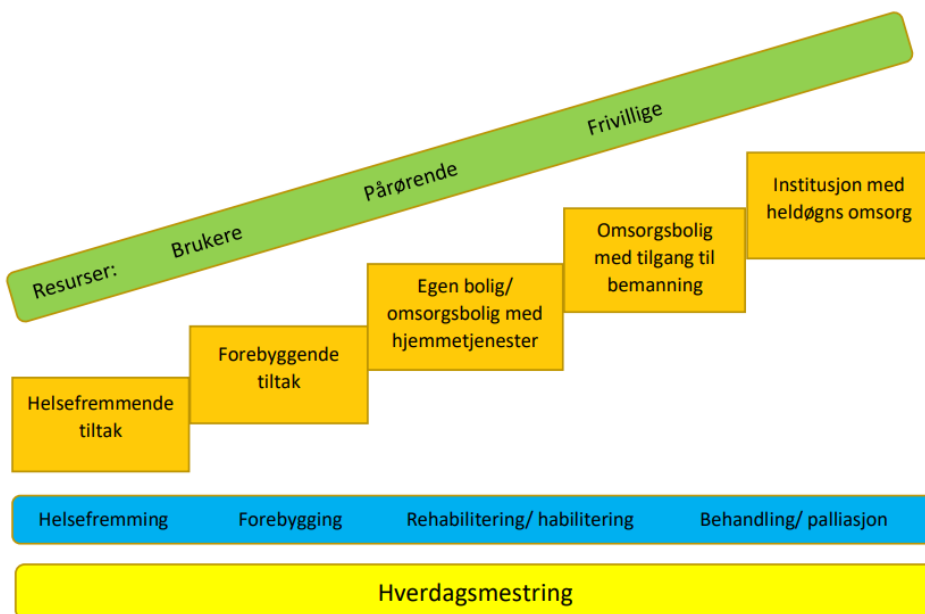 Resurser: Brukere Pårørende Frivillige
Institusjon med
heldøgns omsorg
Omsorgsbolig
med tilgang til
bemanning
Egen bolig/
omsorgsbolig med
hjemmetjenester
Forebyggende
tiltak
Helsefremmende
tiltak
Helsefremming Forebygging Rehabilitering/ habilitering Behandling/ palliasjon
Hverdagsmestring